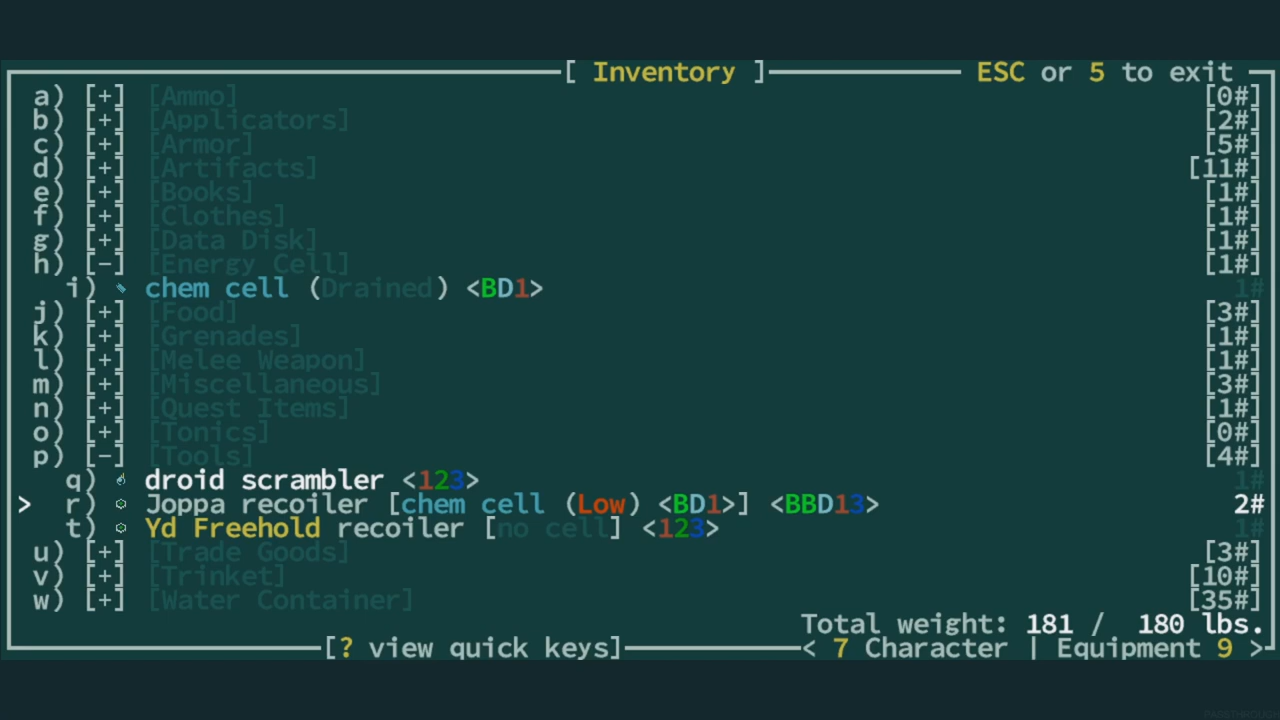 [ Inventory ] ESC or 5 to exit
a) [+] [Ammo] [0#]
b) [+] [Applicators] [2#]
c) [+] [Armor] [5#]
d) [+] [Artifacts] [11#]
e) [+] [Books] [1#]
f) [+] [Clothes] [1#]
g) [+] [Data Disk] [1#]
h) [-] [Energy Cell] [1#]
i) chem cell (Drained) <BD1> 1#
j) [+] [Food] [3#]
k) [+] [Grenades] [1#]
l) [+] [Melee Weapon] [1#]
m) [+] [Miscellaneous] [3#]
n) [+] [Quest Items] [1#]
o) [+] [Tonics] [0#]
p) [-] [Tools] [4#]
q) droid scrambler <123> 1#
> r) Joppa recoiler [chem cell (Low) <BD1>] <BBD13> 2#
t) Yd Freehold recoiler [no cell] <123> 1#
u) [+] [Trade Goods] [3#]
v) [+] [Trinket] [10#]
w) [+] [Water Container] [35#]
Total weight: 181 / 180 lbs.
[? view quick keys] < 7 Character | Equipment 9 >